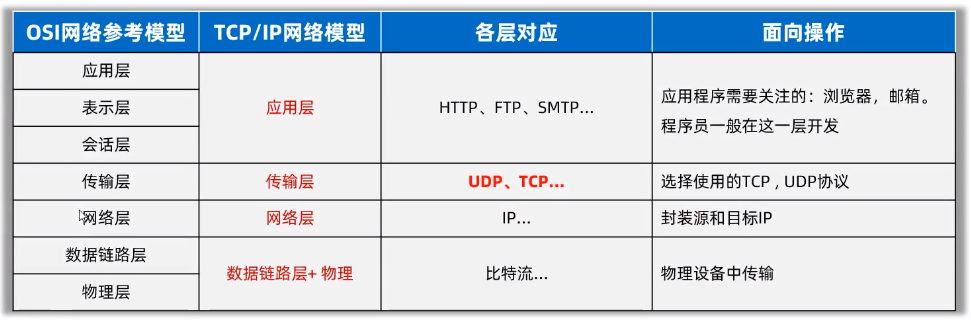 OSI网络参考模型 TCP/IP网络模型 各层对应 面向操作
应用层
表示层
会话层
应用层
HTTP、FTP、SMTP...
应用程序需要关注的：浏览器，邮箱。
程序员一般在这一层开发
传输层 传输层 UDP、TCP... 选择使用的TCP , UDP协议
网络层 网络层 IP... 封装源和目标IP
数据链路层
物理层
数据链路层+ 物理
比特流...
物理设备中传输